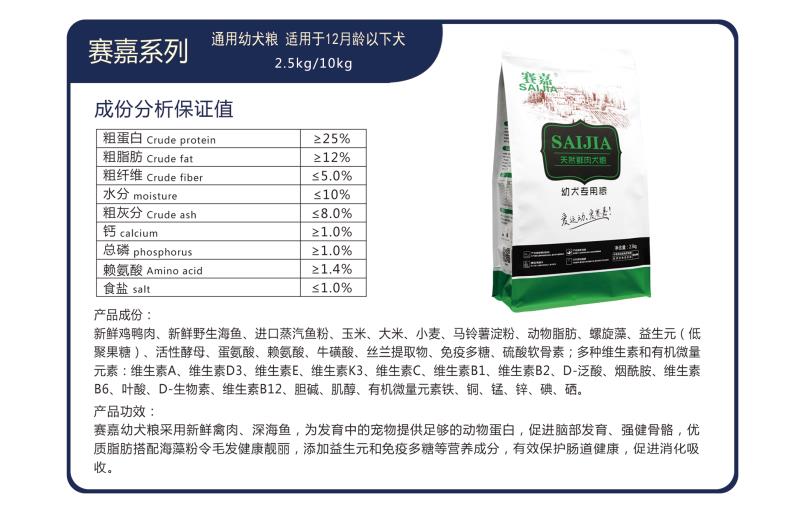 赛嘉系列
通用幼犬粮 适用于12月龄以下犬
2.5kg/10kg
成份分析保证值
粗蛋白 Crude protein ≥25%
粗脂肪 Crude fat ≥12%
粗纤维 Crude fiber ≤5.0%
水分 moisture ≤10%
粗灰分 Crude ash ≤8.0%
钙 calcium ≥1.0%
总磷 phosphorus ≥1.0%
赖氨酸 Amino acid ≥1.4%
食盐 salt ≤1.0%
赛嘉
SAIJIA
SAIJIA
天然鲜肉犬粮
幼犬专用粮
爱运动,爱赛嘉!
净含量:2.5kg
产品成份:
新鲜鸡鸭肉、新鲜野生海鱼、进口蒸汽鱼粉、玉米、大米、小麦、马铃薯淀粉、动物脂肪、螺旋藻、益生元(低
聚果糖)、活性酵母、蛋氨酸、赖氨酸、牛磺酸、丝兰提取物、免疫多糖、硫酸软骨素;多种维生素和有机微量
元素:维生素A、维生素D3、维生素E、维生素K3、维生素C、维生素B1、维生素B2、D-泛酸、烟酰胺、维生素
B6、叶酸、D-生物素、维生素B12、胆碱、肌醇、有机微量元素铁、铜、锰、锌、碘、硒。
产品功效:
赛嘉幼犬粮采用新鲜禽肉、深海鱼,为发育中的宠物提供足够的动物蛋白,促进脑部发育、强健骨骼,优
质脂肪搭配海藻粉令毛发健康靓丽,添加益生元和免疫多糖等营养成分,有效保护肠道健康,促进消化吸
收。